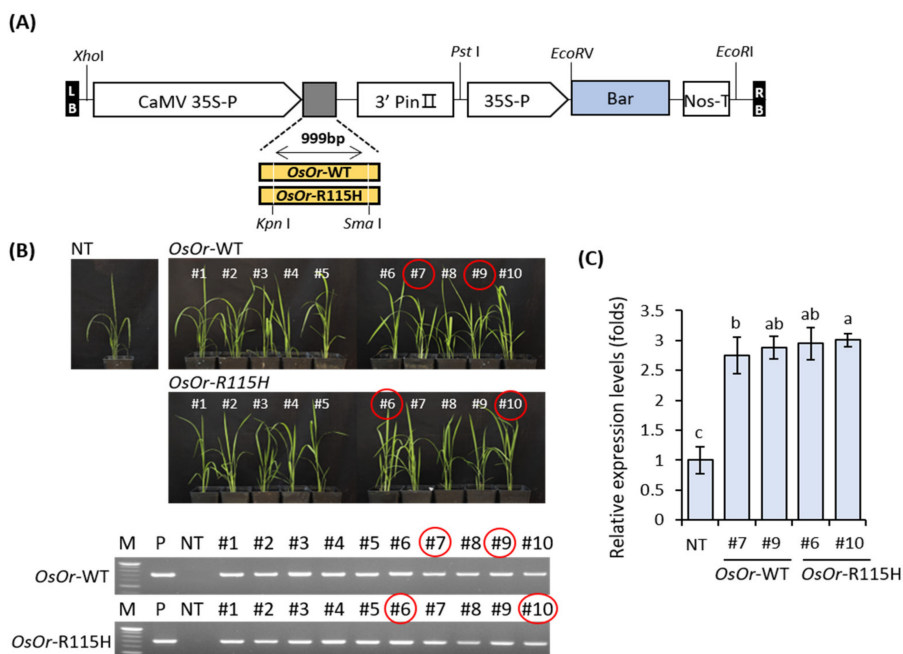 (A)
XhoI
Pst I
EcoRV
EcoRI
LB
CaMV 35S-P
3' Pin II
35S-P
Bar
Nos-T
RB
999bp
OsOr-WT
OsOr-R115H
Kpn I
Sma I
(B)
NT
OsOr-WT
#1 #2 #3 #4 #5 #6 #7 #8 #9 #10
OsOr-R115H
#1 #2 #3 #4 #5 #6 #7 #8 #9 #10
M P NT #1 #2 #3 #4 #5 #6 #7 #8 #9 #10
OsOr-WT
M P NT #1 #2 #3 #4 #5 #6 #7 #8 #9 #10
OsOr-R115H
(C)
Relative expression levels (folds)
3.5
3
2.5
2
1.5
1
0.5
0
c
b
ab
ab
a
NT #7 #9 #6 #10
OsOr-WT OsOr-R115H